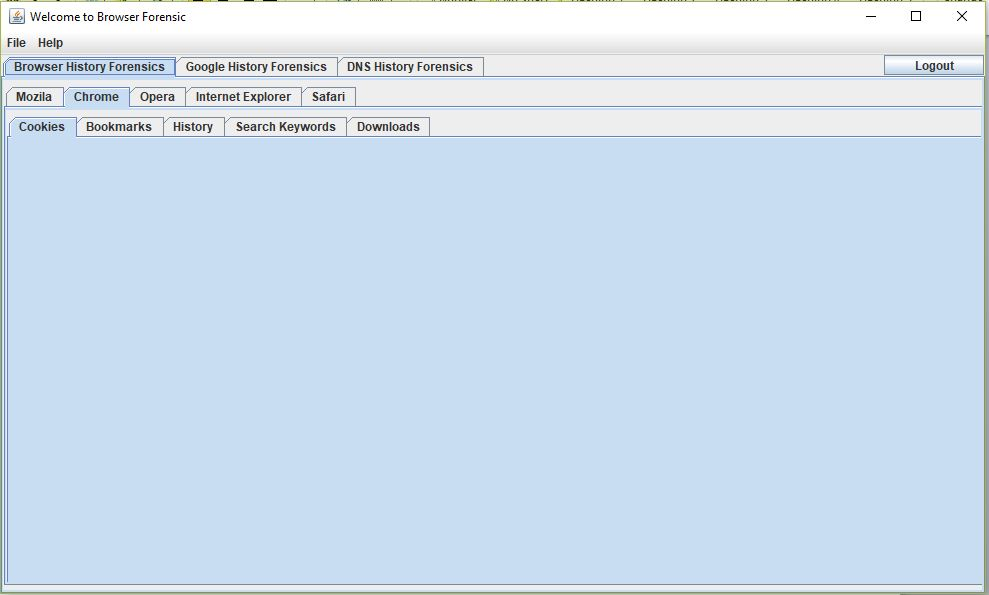 Welcome to Browser Forensic
File Help
Browser History Forensics Google History Forensics DNS History Forensics Logout
Mozila Chrome Opera Internet Explorer Safari
Cookies Bookmarks History Search Keywords Downloads